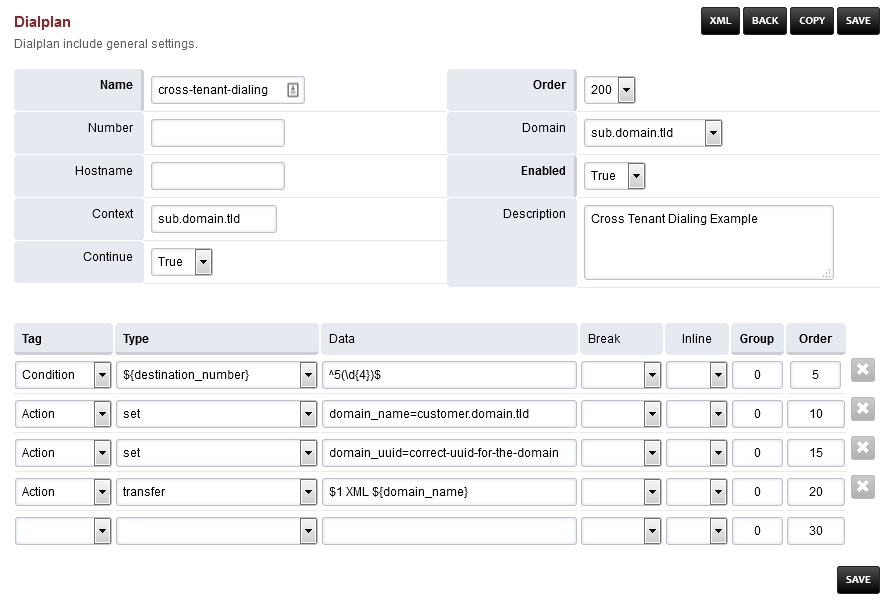 Dialplan
XML BACK COPY SAVE
Dialplan include general settings.
Name cross-tenant-dialing Order 200
Number Domain sub.domain.tld
Hostname Enabled True
Context sub.domain.tld Description Cross Tenant Dialing Example
Continue True
Tag Type Data Break Inline Group Order
Condition ${destination_number} ^5(\d{4})$ 0 5
Action set domain_name=customer.domain.tld 0 10
Action set domain_uuid=correct-uuid-for-the-domain 0 15
Action transfer $1 XML ${domain_name} 0 20
0 30
SAVE